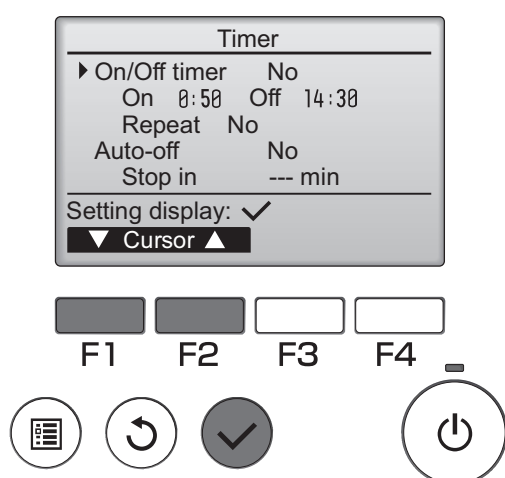 Timer
On/Off timer No
On 0:50 Off 14:30
Repeat No
Auto-off No
Stop in --- min
Setting display: ✓
▼ Cursor ▲
F1 F2 F3 F4